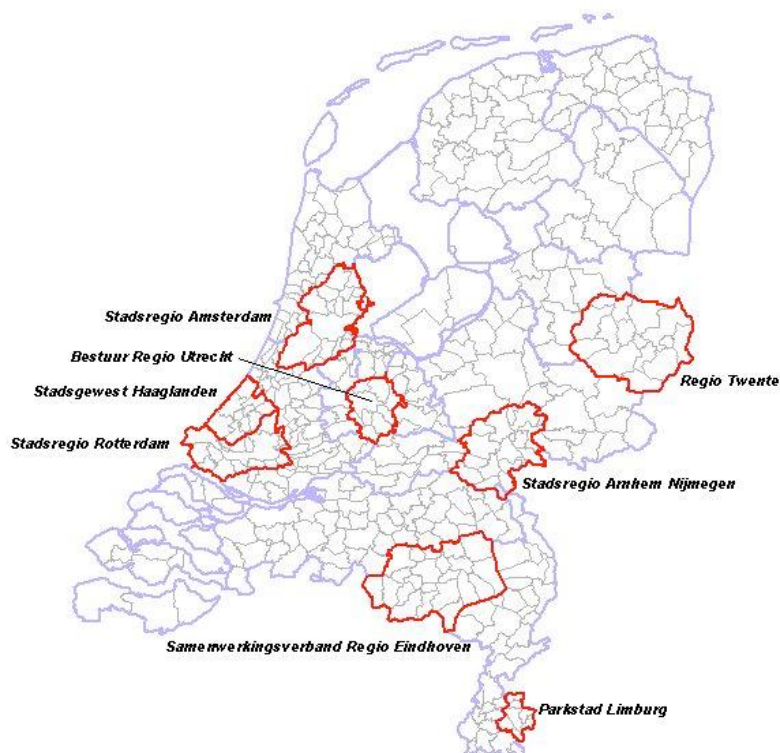 Stadsregio Amsterdam
Bestuur Regio Utrecht
Stadsgewest Haaglanden
Regio Twente
Stadsregio Rotterdam
Stadsregio Arnhem Nijmegen
Samenwerkingsverband Regio Eindhoven
Parkstad Limburg